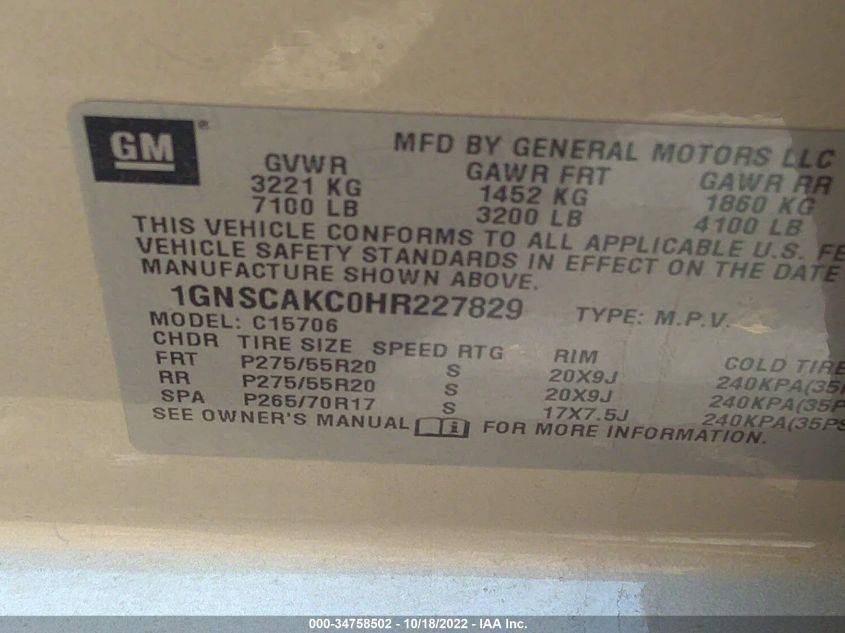 GM ® MFD BY GENERAL MOTORS LLC
GVWR GAWR FRT GAWR RR
3221 KG 1452 KG 1860 KG
7100 LB 3200 LB 4100 LB
THIS VEHICLE CONFORMS TO ALL APPLICABLE U.S. FE
VEHICLE SAFETY STANDARDS IN EFFECT ON THE DATE
MANUFACTURE SHOWN ABOVE.
1GNSCAKC0HR227829 TYPE: M.P.V.
MODEL: C15706
CHDR TIRE SIZE SPEED RTG RIM COLD TIRE
FRT P275/55R20 S 20X9J 240KPA(35P
RR P275/55R20 S 20X9J 240KPA(35P
SPA P265/70R17 S 17X7.5J 240KPA(35PS
SEE OWNER'S MANUAL i FOR MORE INFORMATION.
000-34758502 - 10/18/2022 - IAA Inc.